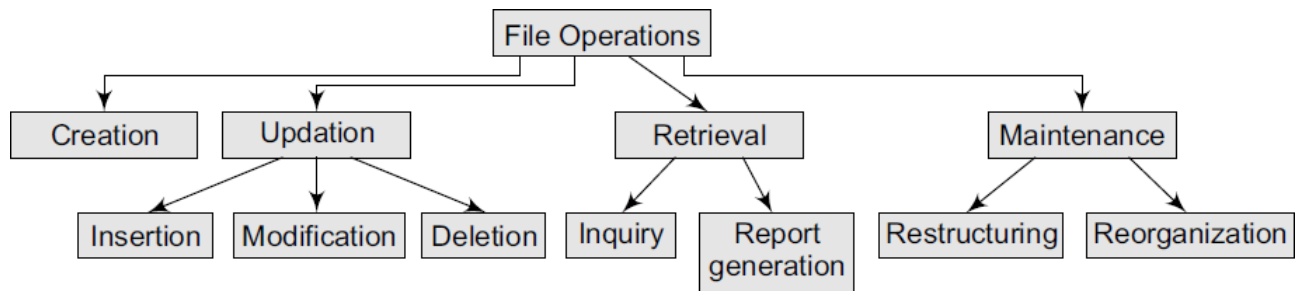 File Operations
Creation
Updation
Retrieval
Maintenance
Insertion
Modification
Deletion
Inquiry
Report
generation
Restructuring
Reorganization